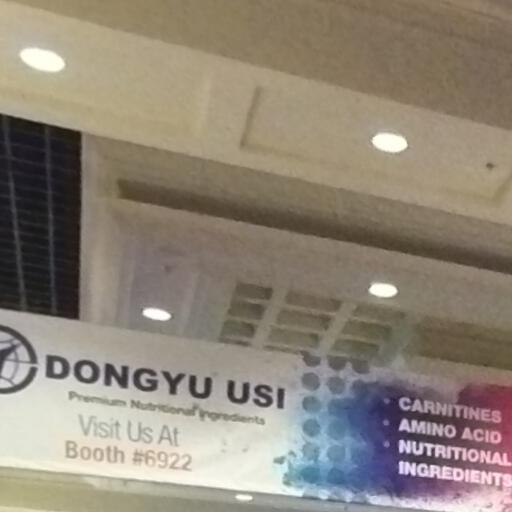 DONGYU USI
Premium Nutritional Ingredients
Visit Us At
Booth #6922
CARNITINES
AMINO ACID
NUTRITIONAL
INGREDIENTS